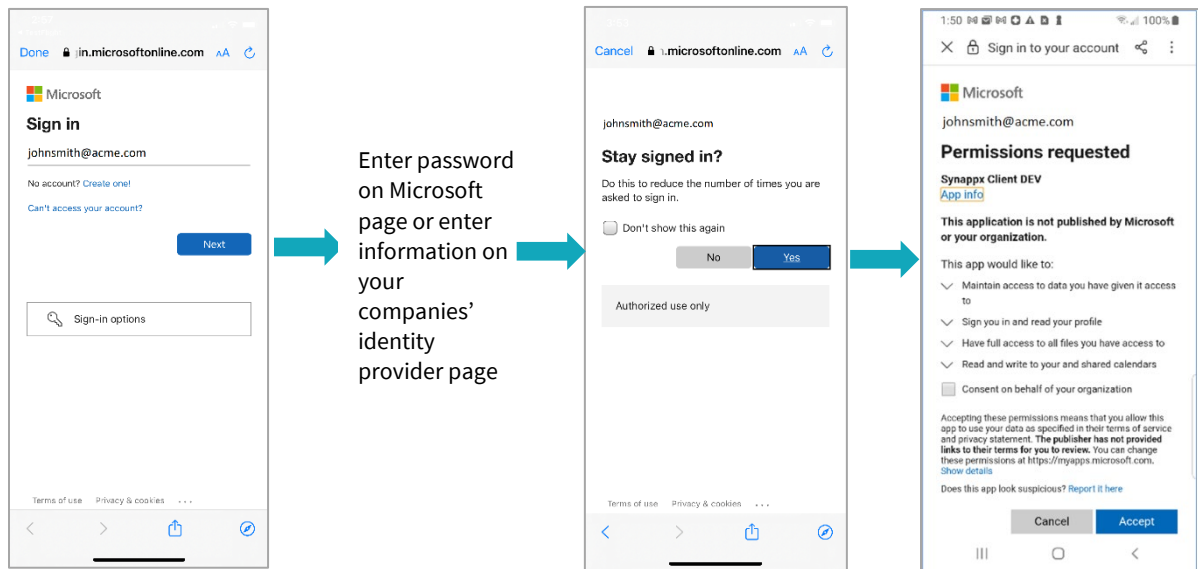 Done in.microsoftonline.com AA
Microsoft
Sign in
johnsmith@acme.com
No account? Create one!
Can't access your account?
Next
Sign-in options
Terms of use Privacy & cookies ...
Enter password
on Microsoft
page or enter
information on
your
companies’
identity
provider page
Cancel .microsoftonline.com AA
johnsmith@acme.com
Stay signed in?
Do this to reduce the number of times you are
asked to sign in.
Don't show this again
No Yes
Authorized use only
Terms of use Privacy & cookies ...
1:50 100%
Sign in to your account
Microsoft
johnsmith@acme.com
Permissions requested
Synappx Client DEV
App info
This application is not published by Microsoft
or your organization.
This app would like to:
Maintain access to data you have given it access
to
Sign you in and read your profile
Have full access to all files you have access to
Read and write to your and shared calendars
Consent on behalf of your organization
Accepting these permissions means that you allow this
app to use your data as specified in their terms of service
and privacy statement. The publisher has not provided
links to their terms for you to review. You can change
these permissions at https://myapps.microsoft.com.
Show details
Does this app look suspicious? Report it here
Cancel Accept